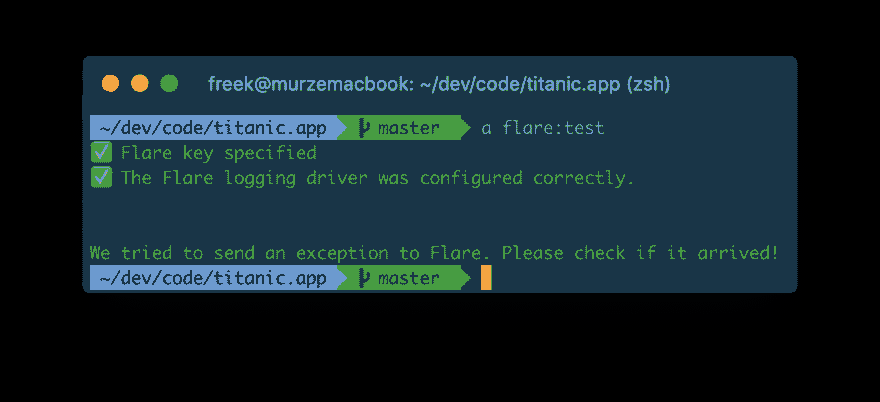 freek@murzemacbook: ~/dev/code/titanic.app (zsh)
~/dev/code/titanic.app master a flare:test
✅ Flare key specified
✅ The Flare logging driver was configured correctly.
We tried to send an exception to Flare. Please check if it arrived!
~/dev/code/titanic.app master